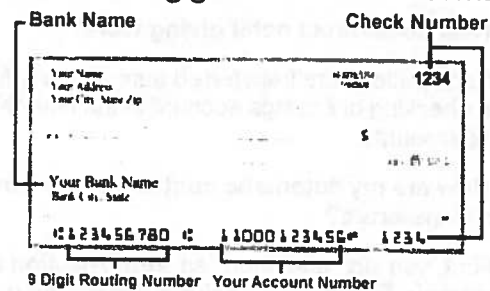 Bank Name
Check Number
Your Name
1234
Your Address
Your City, State Zip
$
Your Bank Name
Bank City, State
⑆123456780⑆ 11000123456⑈ 1234
9 Digit Routing Number Your Account Number